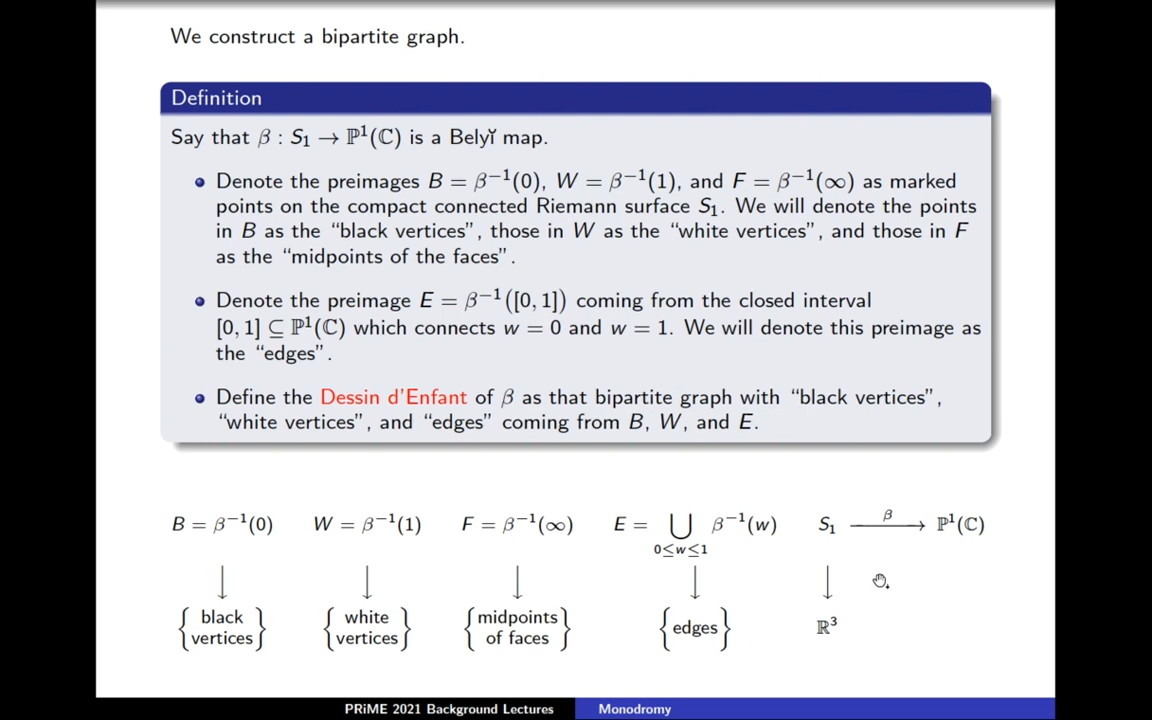 We construct a bipartite graph.
Definition
Say that β : S₁ → ℙ¹(ℂ) is a Belyĭ map.
• Denote the preimages B = β⁻¹(0), W = β⁻¹(1), and F = β⁻¹(∞) as marked
points on the compact connected Riemann surface S₁. We will denote the points
in B as the “black vertices”, those in W as the “white vertices”, and those in F
as the “midpoints of the faces”.
• Denote the preimage E = β⁻¹([0, 1]) coming from the closed interval
[0, 1] ⊆ ℙ¹(ℂ) which connects w = 0 and w = 1. We will denote this preimage as
the “edges”.
• Define the Dessin d'Enfant of β as that bipartite graph with “black vertices”,
“white vertices”, and “edges” coming from B, W, and E.
B = β⁻¹(0) W = β⁻¹(1) F = β⁻¹(∞) E = ⋃ β⁻¹(w) S₁ → ℙ¹(ℂ)
β
0≤w≤1
{black vertices} {white vertices} {midpoints of faces} {edges} ℝ³
PRiME 2021 Background Lectures Monodromy